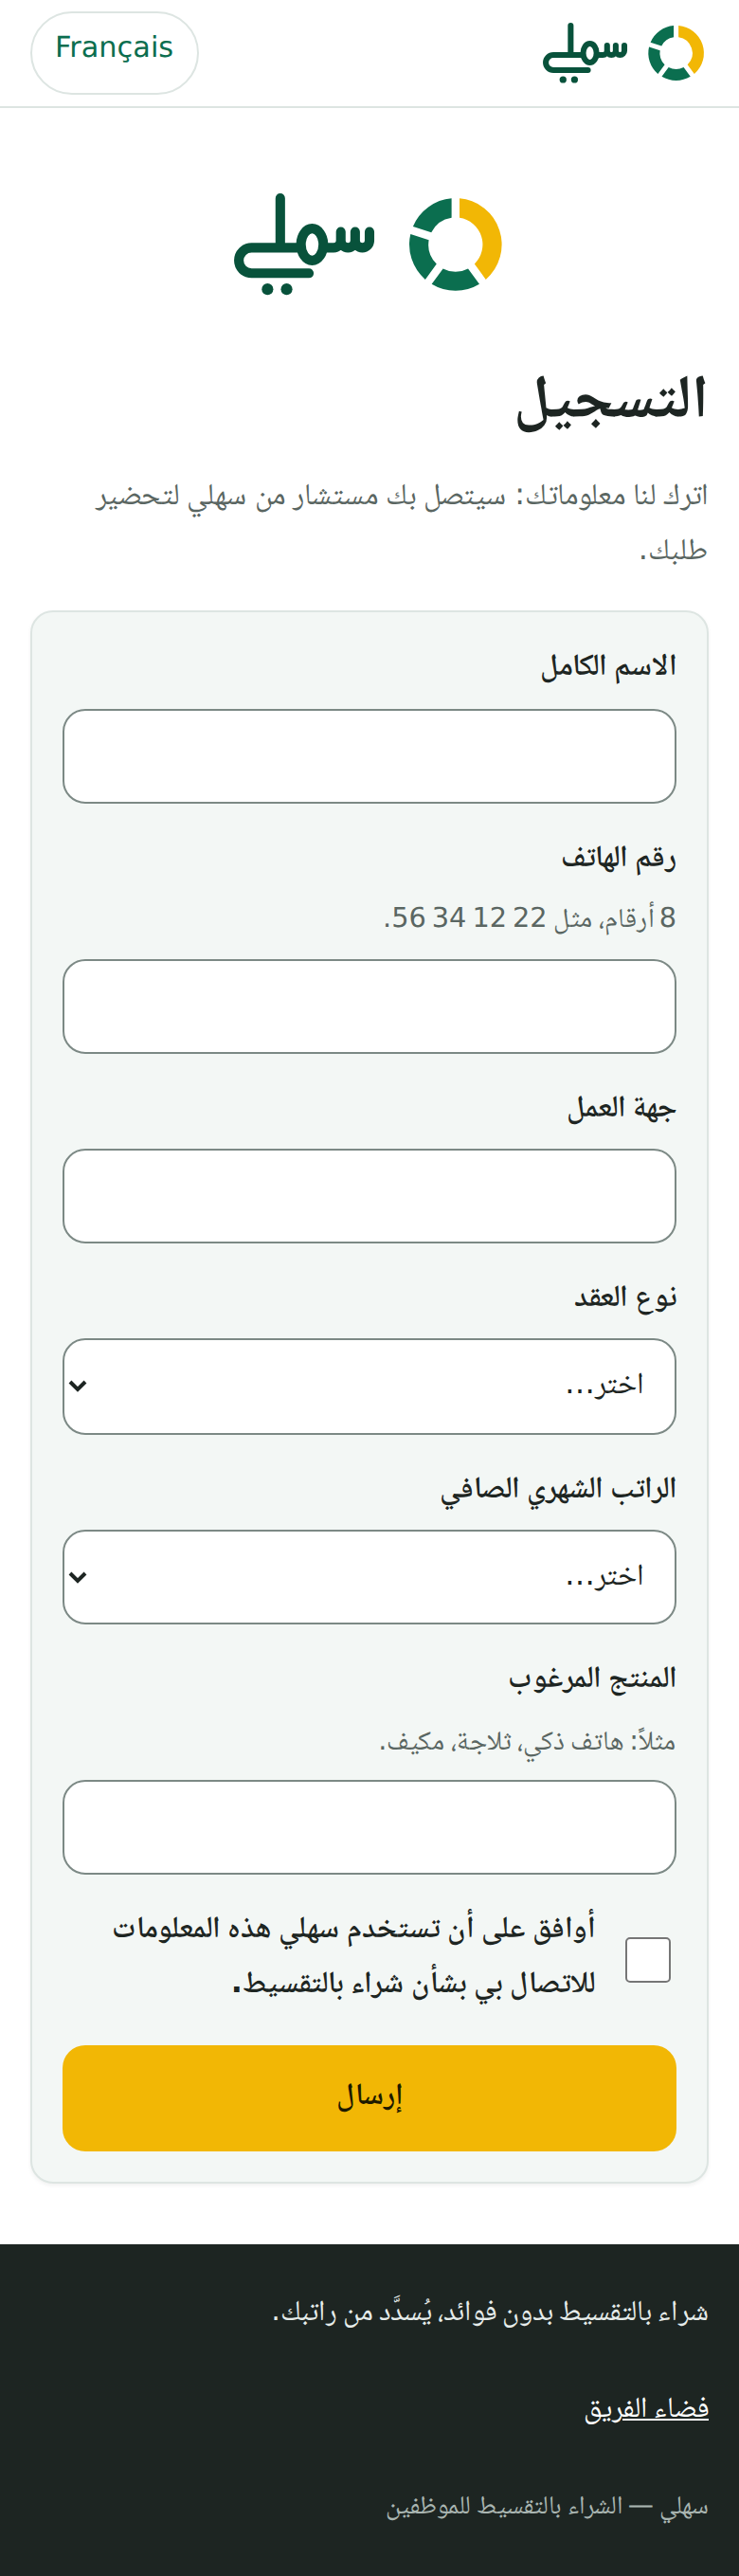 سهلي
Français
سهلي
التسجيل
اترك لنا معلوماتك: سيتصل بك مستشار من سهلي لتحضير
طلبك.
الاسم الكامل
رقم الهاتف
8 أرقام، مثل 22 12 34 56.
جهة العمل
نوع العقد
اختر...
الراتب الشهري الصافي
اختر...
المنتج المرغوب
مثلاً: هاتف ذكي، ثلاجة، مكيف.
أوافق على أن تستخدم سهلي هذه المعلومات
للاتصال بي بشأن شراء بالتقسيط.
إرسال
شراء بالتقسيط بدون فوائد، يُسدَّد من راتبك.
فضاء الفريق
سهلي — الشراء بالتقسيط للموظفين